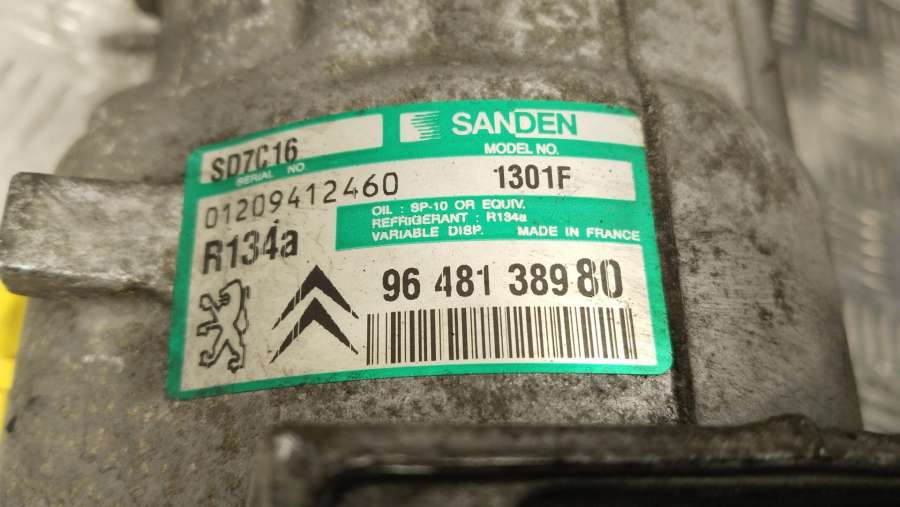 SD7C16
SANDEN
SERIAL NO
MODEL NO.
01209412460
1301F
OIL : SP-10 OR EQUIV.
REFRIGERANT : R134a
VARIABLE DISP. MADE IN FRANCE
R134a
96 481 389 80